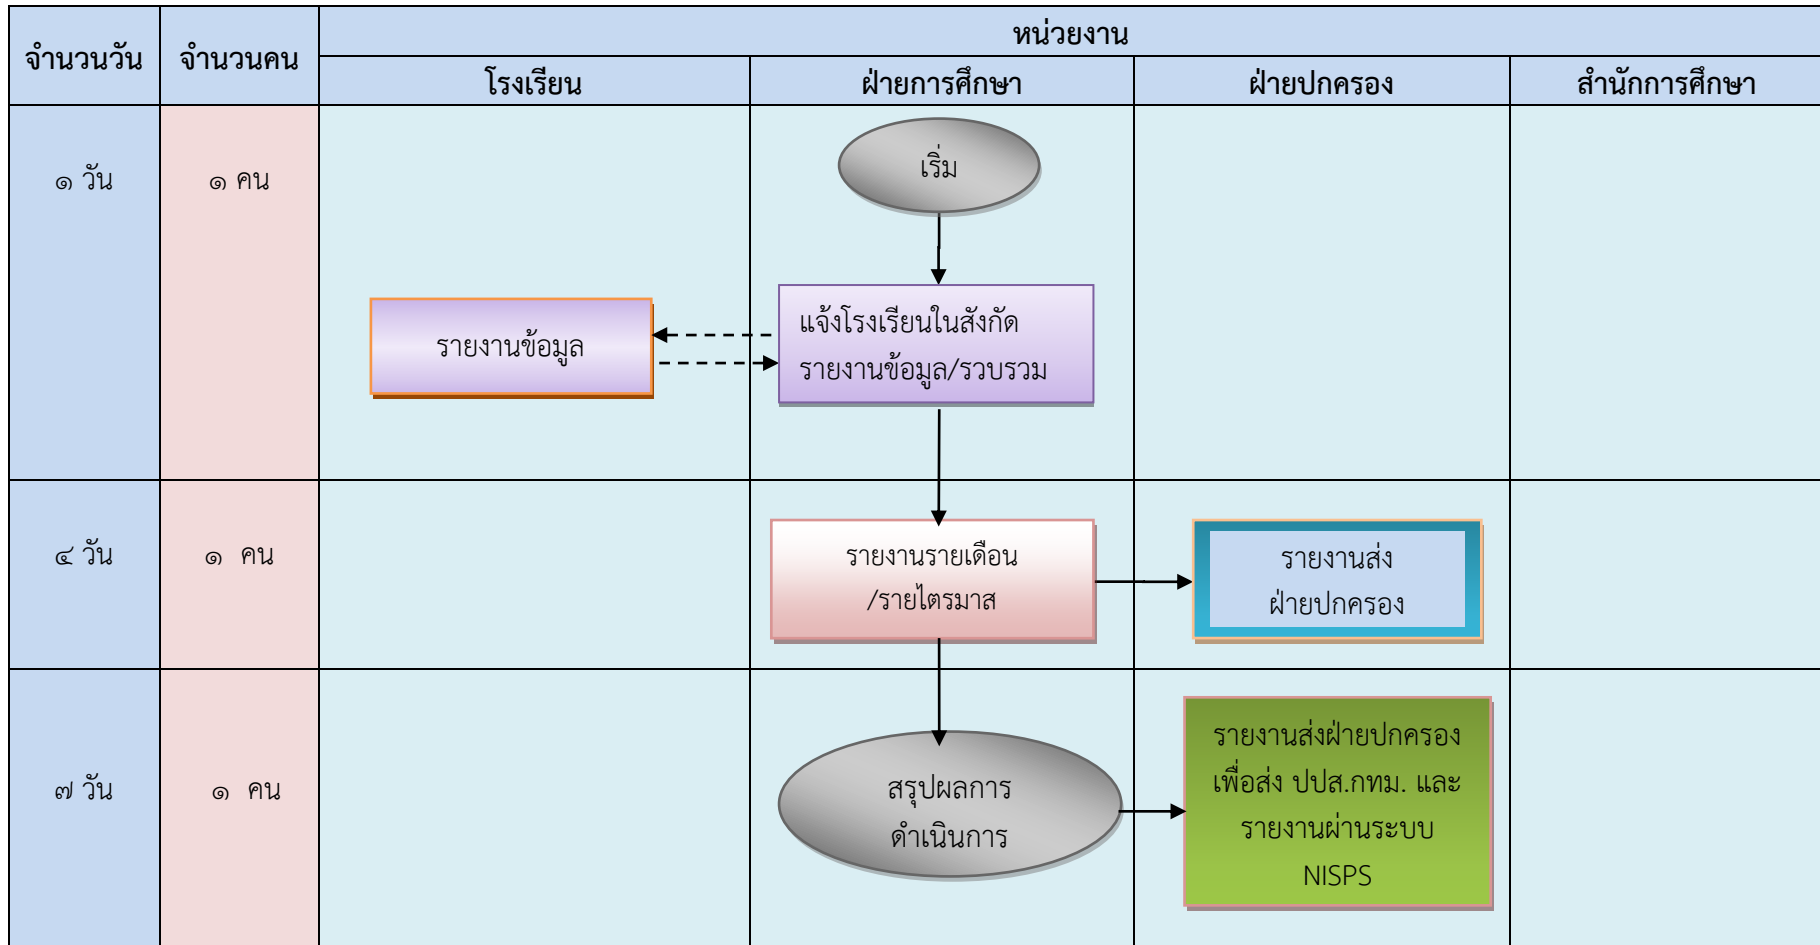 จำนวนวัน
จำนวนคน
หน่วยงาน
โรงเรียน
ฝ่ายการศึกษา
ฝ่ายปกครอง
สำนักการศึกษา
๑ วัน
๑ คน
เริ่ม
รายงานข้อมูล
แจ้งโรงเรียนในสังกัด
รายงานข้อมูล/รวบรวม
๔ วัน
๑ คน
รายงานรายเดือน
/รายไตรมาส
รายงานส่ง
ฝ่ายปกครอง
๗ วัน
๑ คน
สรุปผลการ
ดำเนินการ
รายงานส่งฝ่ายปกครอง
เพื่อส่ง ปปส.กทม. และ
รายงานผ่านระบบ
NISPS